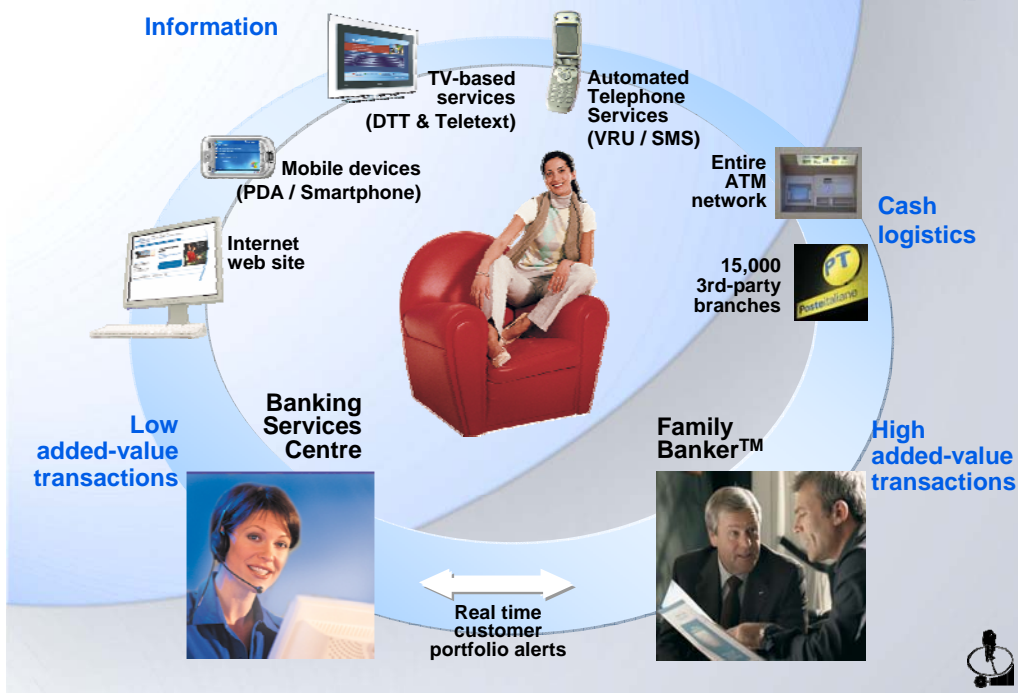 Information
TV-based
services
(DTT & Teletext)
Automated
Telephone
Services
(VRU / SMS)
Mobile devices
(PDA / Smartphone)
Entire
ATM
network
Cash
logistics
Internet
web site
15,000
3rd-party
branches
PT
Posteitaliane
Low
added-value
transactions
Banking
Services
Centre
Family
Banker™
High
added-value
transactions
Real time
customer
portfolio alerts